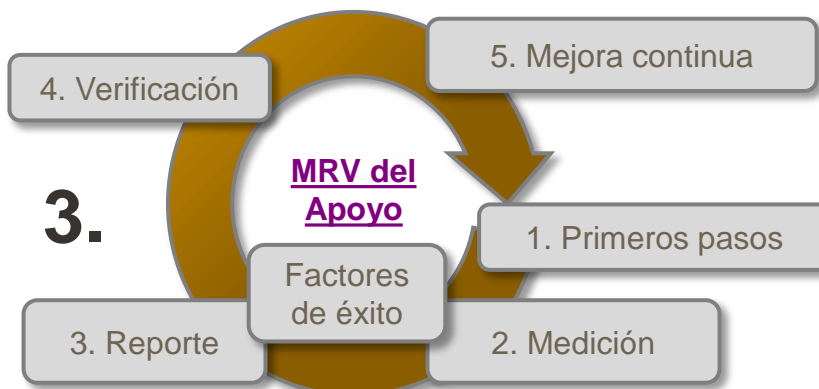 5. Mejora continua
4. Verificación
MRV del
Apoyo
3.
1. Primeros pasos
Factores
de éxito
3. Reporte
2. Medición